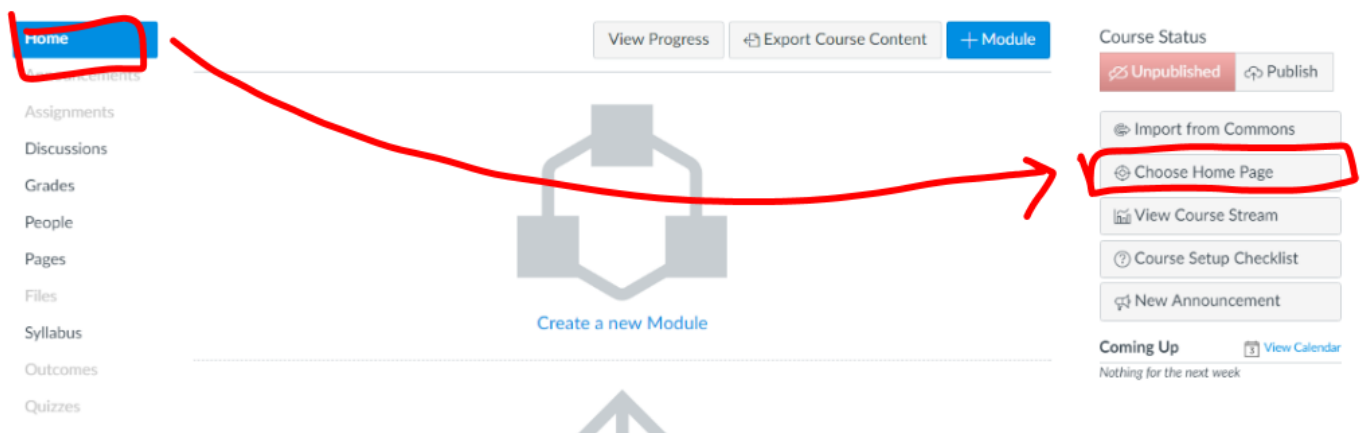 Home
Announcements
Assignments
Discussions
Grades
People
Pages
Files
Syllabus
Outcomes
Quizzes
View Progress
Export Course Content
+ Module
Create a new Module
Course Status
Unpublished
Publish
Import from Commons
Choose Home Page
View Course Stream
Course Setup Checklist
New Announcement
Coming Up
3 View Calendar
Nothing for the next week